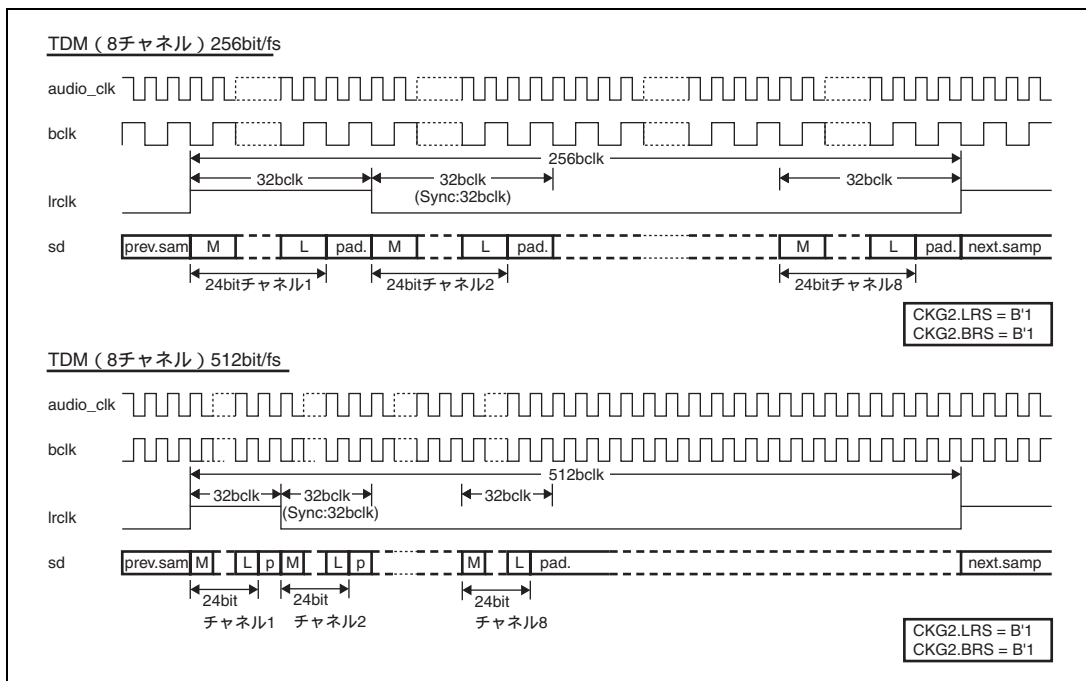 TDM（8チャネル）256bit/fs
audio_clk
bclk
256bclk
32bclk 32bclk 32bclk
(Sync:32bclk)
lrclk
sd prev.sam M L pad. M L pad. M L pad. next.samp
24bitチャネル1 24bitチャネル2 24bitチャネル8
CKG2.LRS = B'1
CKG2.BRS = B'1
TDM（8チャネル）512bit/fs
audio_clk
bclk
512bclk
32bclk 32bclk 32bclk
(Sync:32bclk)
lrclk
sd prev.sam M L p M L p M L pad. next.samp
24bit 24bit 24bit
チャネル1 チャネル2 チャネル8
CKG2.LRS = B'1
CKG2.BRS = B'1